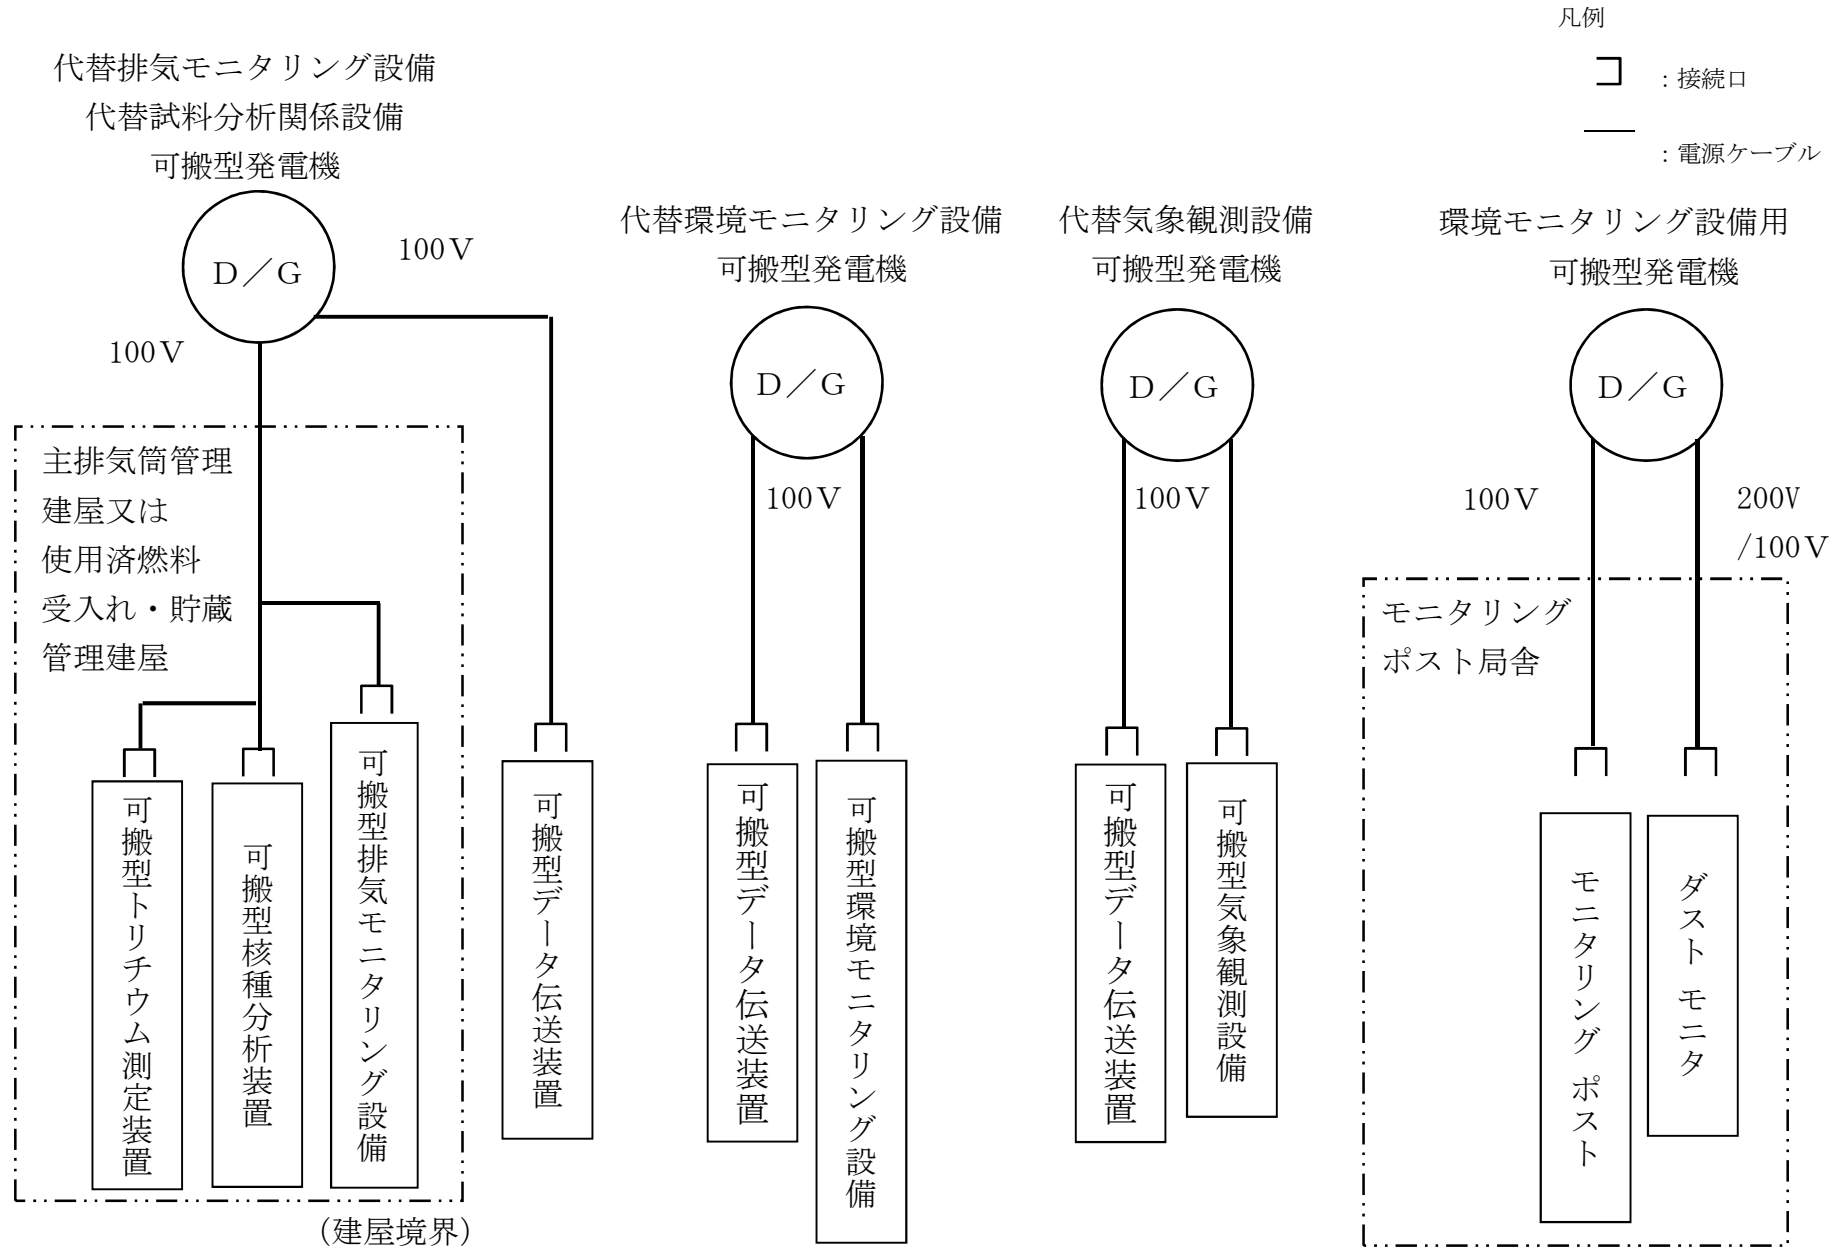 凡例
：接続口
：電源ケーブル
代替排気モニタリング設備
代替試料分析関係設備
可搬型発電機
D／G
100V
100V
主排気筒管理
建屋又は
使用済燃料
受入れ・貯蔵
管理建屋
可搬型トリチウム測定装置
可搬型核種分析装置
可搬型排気モニタリング設備
可搬型データ伝送装置
(建屋境界)
代替環境モニタリング設備
可搬型発電機
D／G
100V
可搬型データ伝送装置
可搬型環境モニタリング設備
代替気象観測設備
可搬型発電機
D／G
100V
可搬型データ伝送装置
可搬型気象観測設備
環境モニタリング設備用
可搬型発電機
D／G
100V
200V
/100V
モニタリング
ポスト局舎
モニタリング ポスト
ダスト モニタ